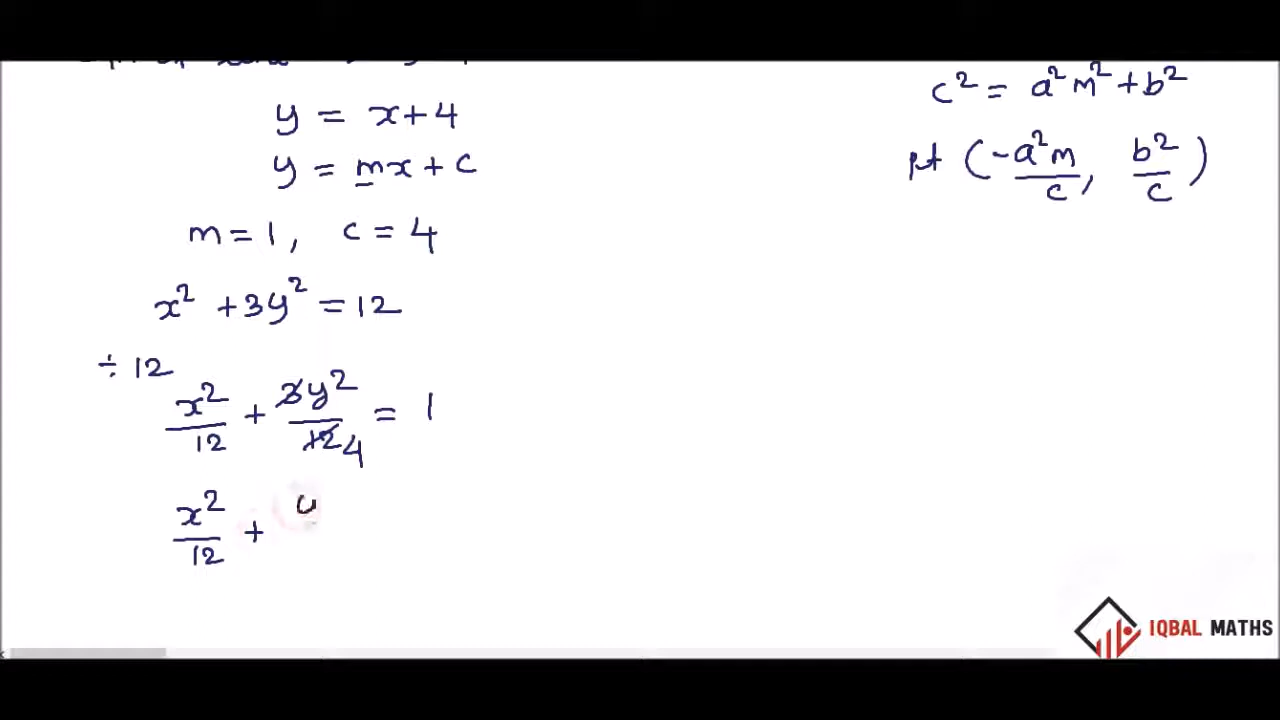 y = x + 4
y = mx + c
m = 1, c = 4
x² + 3y² = 12
÷ 12
x²/12 + 3y²/12 4 = 1
x²/12 +
c² = a²m² + b²
pt (-a²m/c, b²/c)
IQBAL MATHS